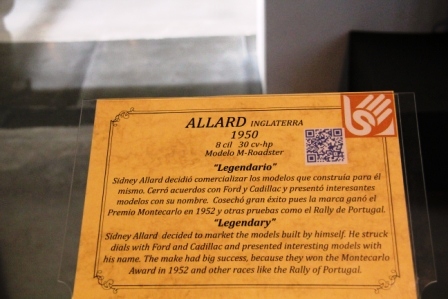 ALLARD INGLATERRA
1950
8 cil 30 cv-hp
Modelo M-Roadster
"Legendario"
Sidney Allard decidió comercializar los modelos que construia para él
mismo. Cerró acuerdos con Ford y Cadillac y presentó interesantes
modelos con su nombre. Cosechó gran éxito pues la marca ganó el
Premio Montecarlo en 1952 y otras pruebas como el Rally de Portugal.
"Legendary"
Sidney Allard decided to market the models built by himself. He struck
dials with Ford and Cadillac and presented interesting models with
his name. The make had big success, because they won the Montecarlo
Award in 1952 and other races like the Rally of Portugal.